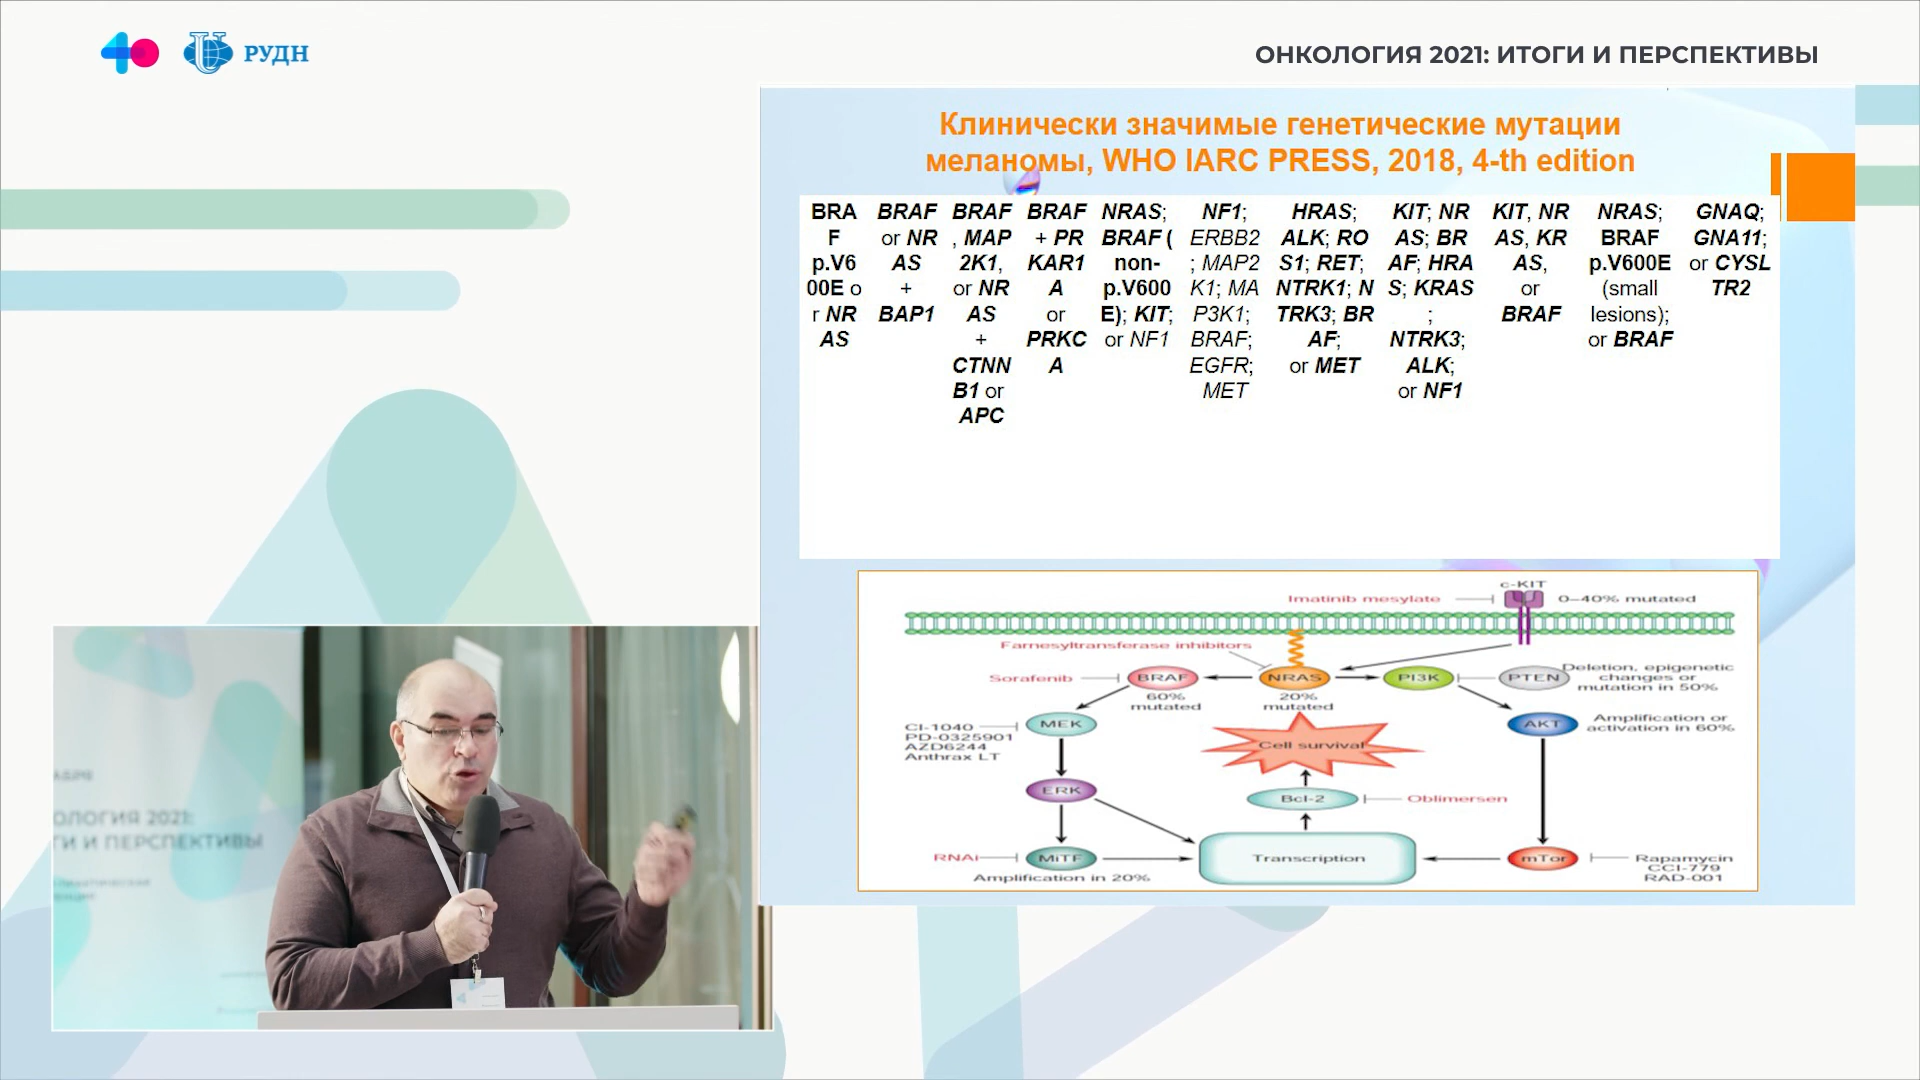 РУДН
ОНКОЛОГИЯ 2021: ИТОГИ И ПЕРСПЕКТИВЫ
Клинически значимые генетические мутации
меланомы, WHO IARC PRESS, 2018, 4-th edition
BRA
F
p.V6
00E o
r NR
AS
BRAF
or NR
AS
+
BAP1
BRAF
, MAP
2K1,
or NR
AS
+
CTNN
B1 or
APC
BRAF
+ PR
KAR1
A
or
PRKC
A
NRAS;
BRAF (
non-
p.V600
E); KIT;
or NF1
NF1;
ERBB2
; MAP2
K1; MA
P3K1;
BRAF;
EGFR;
MET
HRAS;
ALK; RO
S1; RET;
NTRK1; N
TRK3; BR
AF;
or MET
KIT; NR
AS; BR
AF; HRA
S; KRAS
;
NTRK3;
ALK;
or NF1
KIT, NR
AS, KR
AS,
or
BRAF
NRAS;
BRAF
p.V600E
(small
lesions);
or BRAF
GNAQ;
GNA11;
or CYSL
TR2
c-KIT
Imatinib mesylate
0–40% mutated
Farnesyltransferase inhibitors
Sorafenib
BRAF
NRAS
PI3K
PTEN
Deletion, epigenetic
changes or
mutation in 50%
60%
mutated
20%
mutated
CI-1040
PD-0325901
AZD6244
Anthrax LT
MEK
Cell survival
AKT
Amplification or
activation in 60%
ERK
Bcl-2
Oblimersen
RNAi
MiTF
Transcription
mTor
Rapamycin
CCI-779
RAD-001
Amplification in 20%
ОЛОГИЯ 2021:
ГИ И ПЕРСПЕКТИВЫ